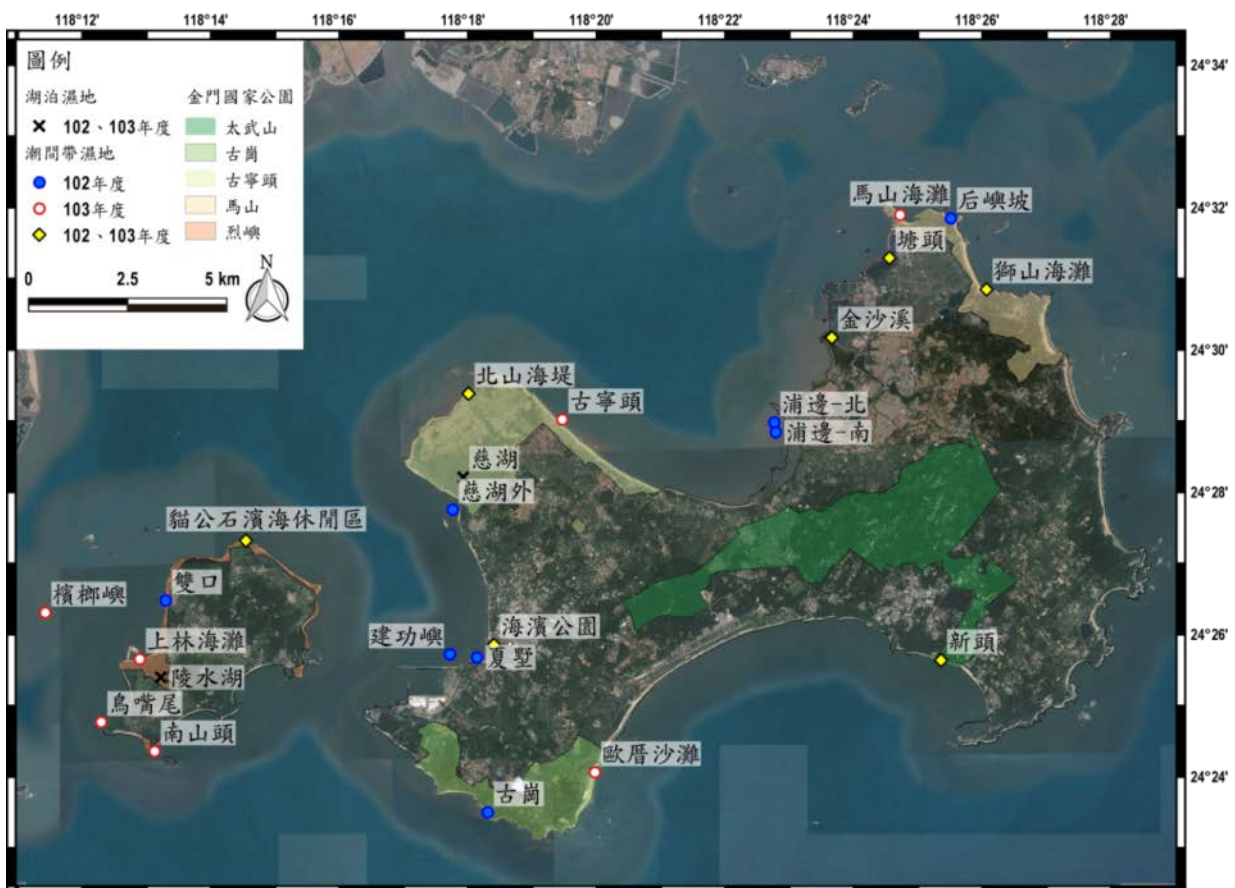 118°12' 118°14' 118°16' 118°18' 118°20' 118°22' 118°24' 118°26' 118°28'
圖例
湖泊濕地
102、103年度
潮間帶濕地
102年度
103年度
102、103年度
金門國家公園
太武山
古崗
古寧頭
馬山
烈嶼
0 2.5 5 km
N
24°34'
24°32'
24°30'
24°28'
24°26'
24°24'
馬山海灘
后嶼坡
塘頭
獅山海灘
金沙溪
北山海堤
古寧頭
浦邊-北
浦邊-南
慈湖
慈湖外
貓公石濱海休閒區
雙口
檳榔嶼
上林海灘
陵水湖
鳥嘴尾
南山頭
建功嶼
海濱公園
夏墅
新頭
歐厝沙灘
古崗